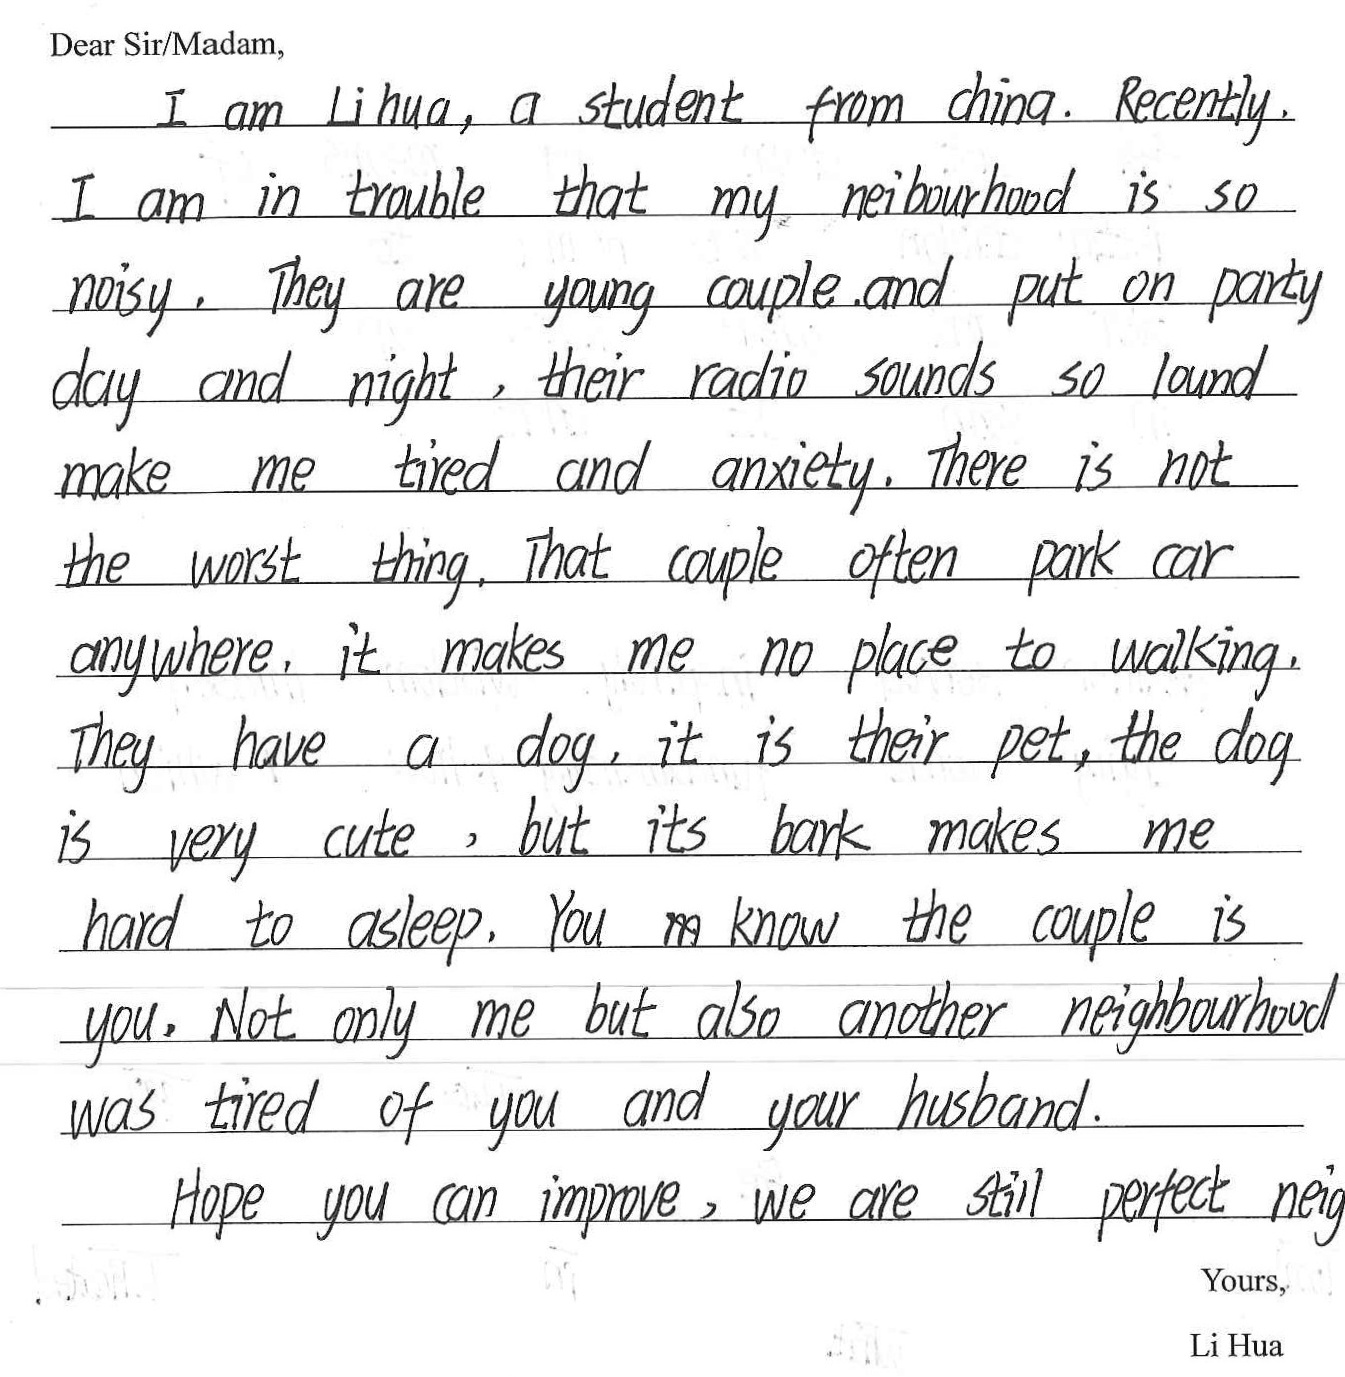 Dear Sir/Madam,
I am Li hua, a student from china. Recently.
I am in trouble that my neibourhood is so
noisy. They are young couple.and put on party
day and night, their radio sounds so lound
make me tired and anxiety. There is not
the worst thing. That couple often park car
anywhere. it makes me no place to walking.
They have a dog, it is their pet, the dog
is very cute, but its bark makes me
hard to asleep. You know the couple is
you. Not only me but also another neighbourhood
was tired of you and your husband.
Hope you can improve, we are still perfect neig
Yours,
Li Hua